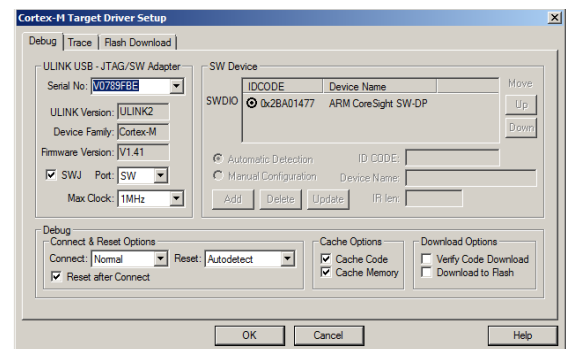 Cortex-M Target Driver Setup
Debug Trace Flash Download
ULINK USB - JTAG/SW Adapter
Serial No: V0789FBE
ULINK Version: ULINK2
Device Family: Cortex-M
Firmware Version: V1.41
SWJ Port: SW
Max Clock: 1MHz
SW Device
IDCODE Device Name Move
SWDIO 0x2BA01477 ARM CoreSight SW-DP Up
Down
Automatic Detection ID CODE:
Manual Configuration Device Name:
Add Delete Update IR len:
Debug
Connect & Reset Options
Connect: Normal Reset: Autodetect
Reset after Connect
Cache Options
Cache Code
Cache Memory
Download Options
Verify Code Download
Download to Flash
OK Cancel Help